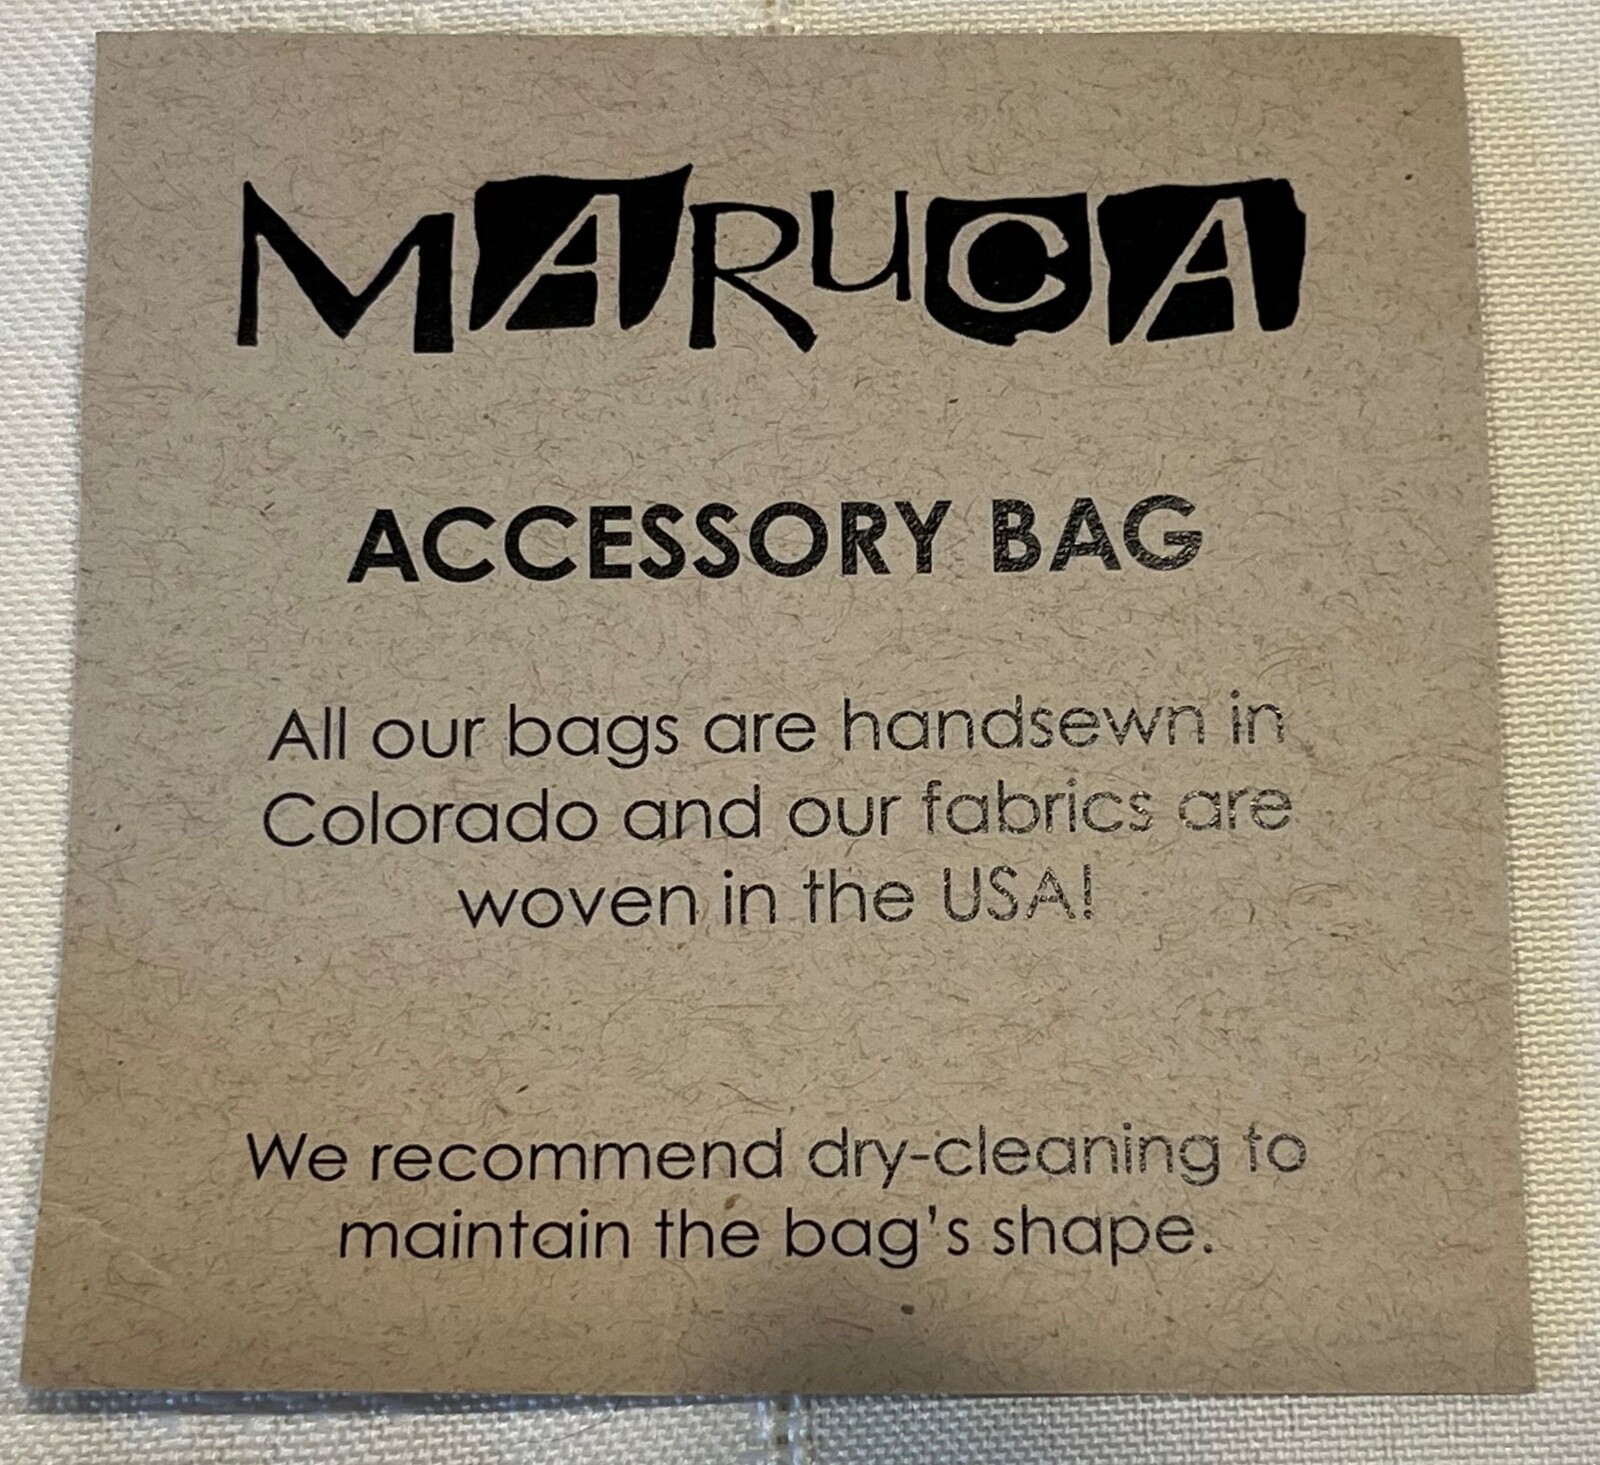 MARUCA
ACCESSORY BAG
All our bags are handsewn in
Colorado and our fabrics are
woven in the USA!
We recommend dry-cleaning to
maintain the bag's shape.